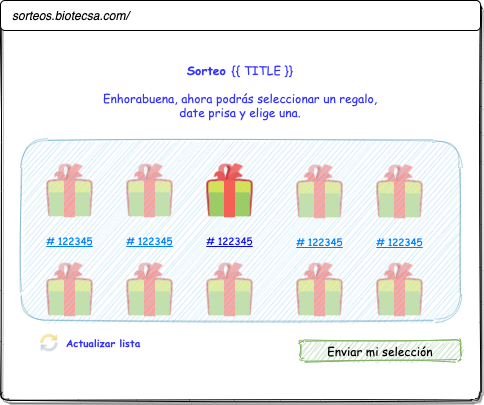 sorteos.biotecsa.com/
Sorteo {{ TITLE }}
Enhorabuena, ahora podrás seleccionar un regalo,
date prisa y elige una.
# 122345 # 122345 # 122345 # 122345 # 122345
Actualizar lista
Enviar mi selección